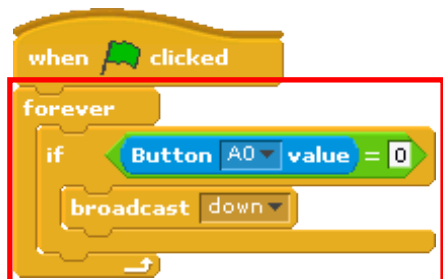 when clicked
forever
if Button A0 value = 0
broadcast down